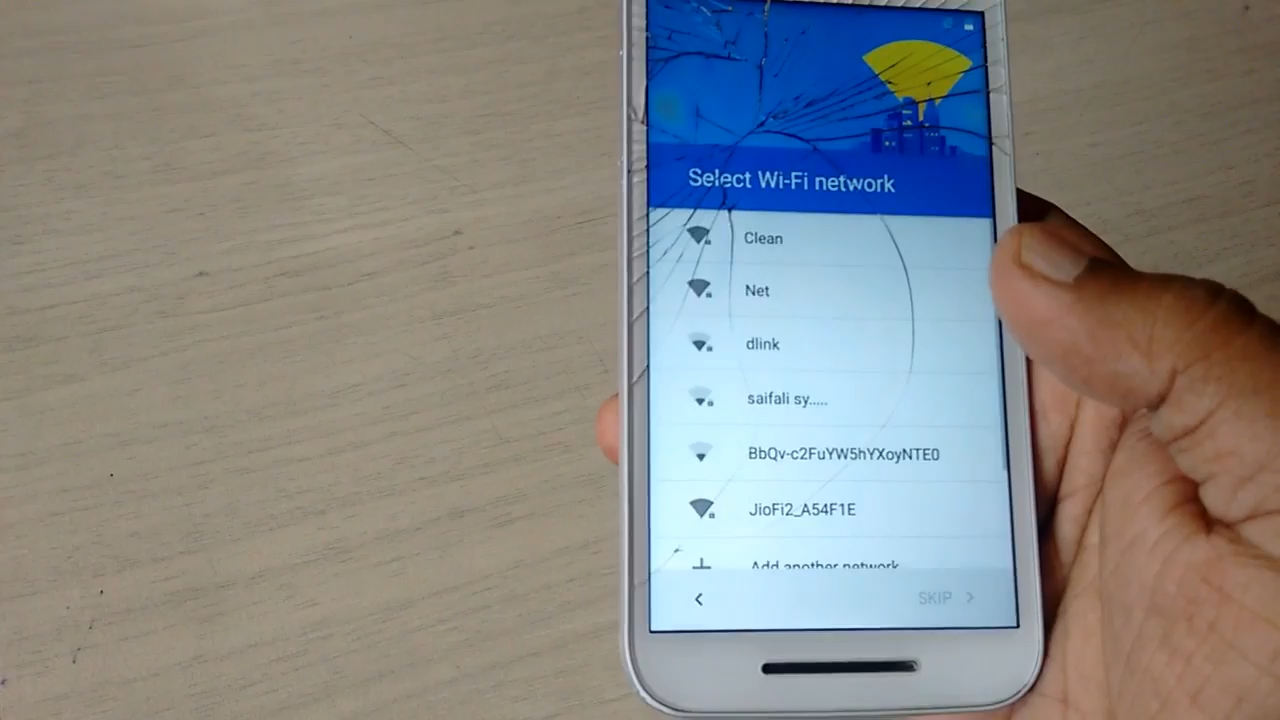 Select Wi-Fi network
Clean
Net
dlink
saifali sy.....
BbQv-c2FuYW5hYXoyNTE0
JioFi2_A54F1E
Add another network
SKIP